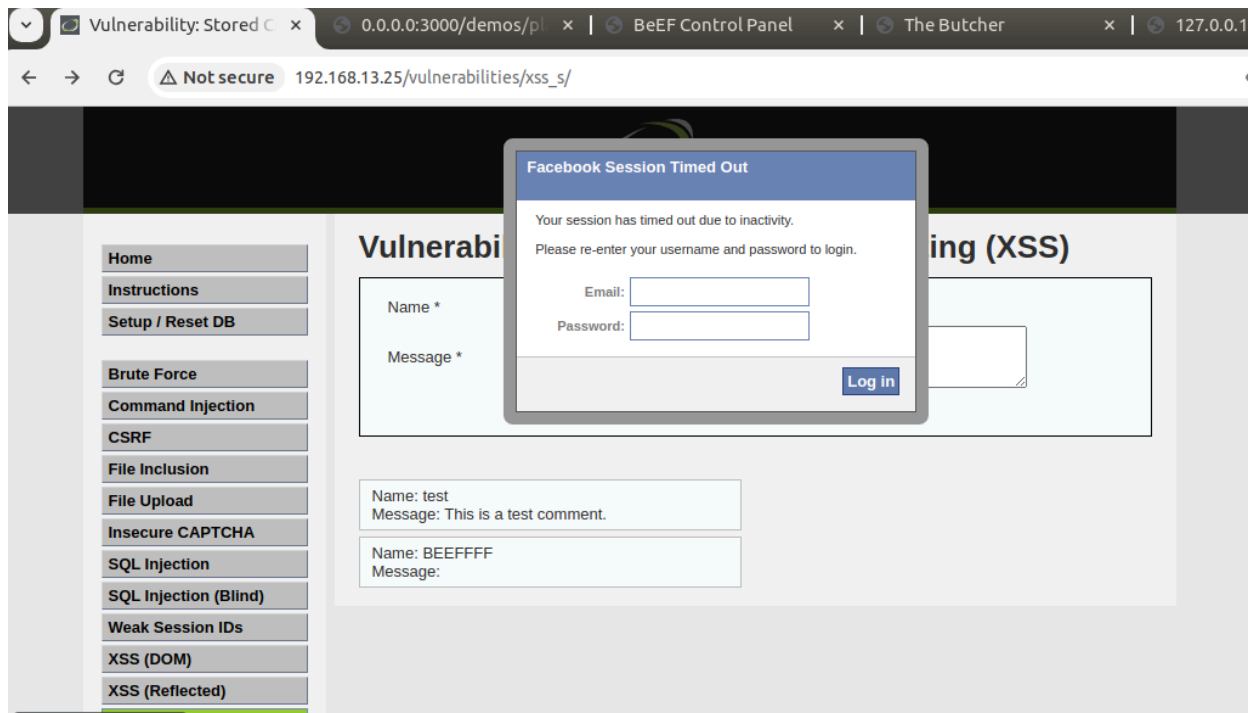 Vulnerability: Stored C
0.0.0.0:3000/demos/pl
BeEF Control Panel
The Butcher
127.0.0.1
Not secure 192.168.13.25/vulnerabilities/xss_s/
Facebook Session Timed Out
Your session has timed out due to inactivity.
Please re-enter your username and password to login.
Email:
Password:
Log in
Home
Instructions
Setup / Reset DB
Brute Force
Command Injection
CSRF
File Inclusion
File Upload
Insecure CAPTCHA
SQL Injection
SQL Injection (Blind)
Weak Session IDs
XSS (DOM)
XSS (Reflected)
Vulnerabi ing (XSS)
Name *
Message *
Name: test
Message: This is a test comment.
Name: BEEFFFF
Message: